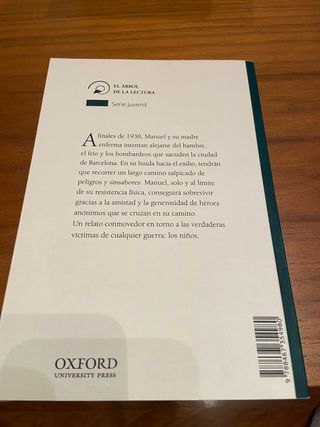 EL ÁRBOL
DE LA LECTURA
Serie juvenil
A finales de 1938, Manuel y su madre
enferma intentan alejarse del hambre,
el frío y los bombardeos que sacuden la ciudad
de Barcelona. En su huida hacia el exilio, tendrán
que recorrer un largo camino salpicado de
peligros y sinsabores. Manuel, solo y al límite
de su resistencia física, conseguirá sobrevivir
gracias a la amistad y la generosidad de héroes
anónimos que se cruzan en su camino.
Un relato conmovedor en torno a las verdaderas
víctimas de cualquier guerra: los niños.
OXFORD
UNIVERSITY PRESS
9 788467 354980